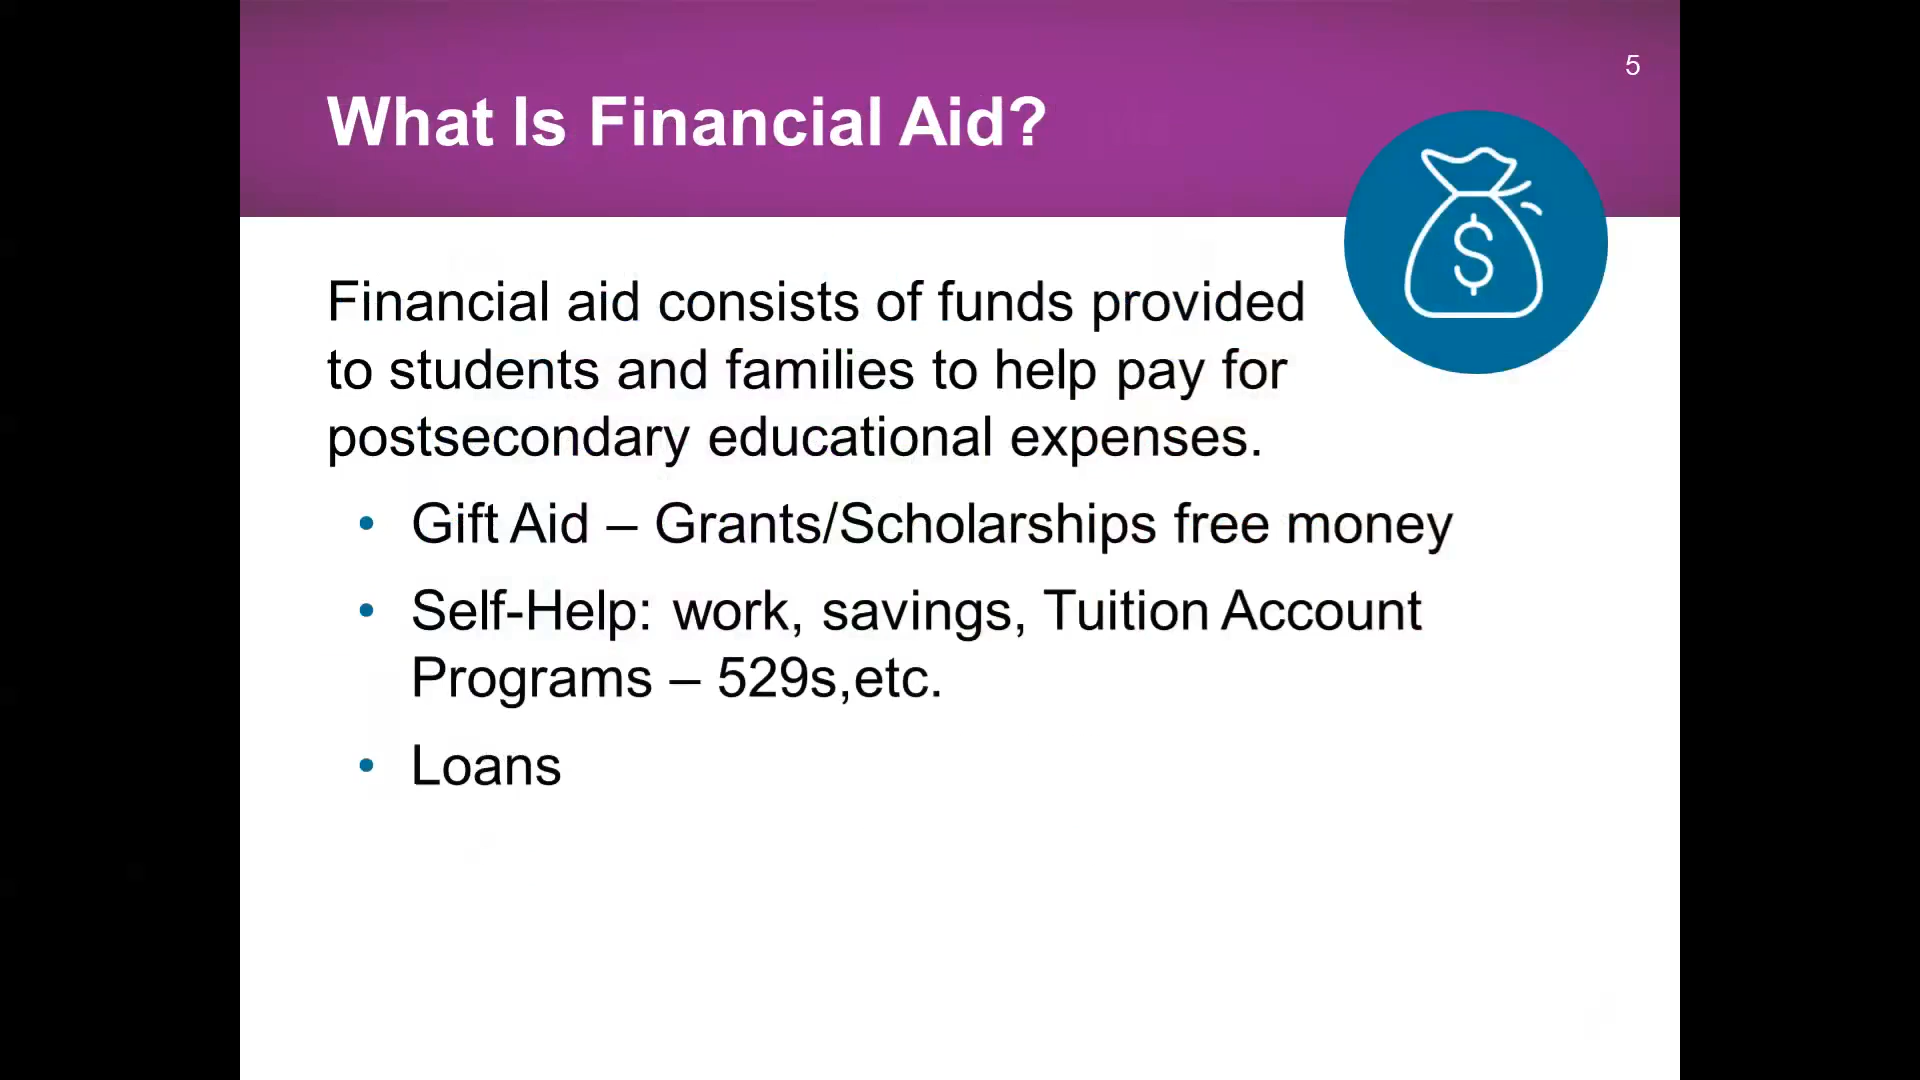 5
What Is Financial Aid?
$
Financial aid consists of funds provided
to students and families to help pay for
postsecondary educational expenses.
• Gift Aid – Grants/Scholarships free money
• Self-Help: work, savings, Tuition Account
Programs – 529s,etc.
• Loans